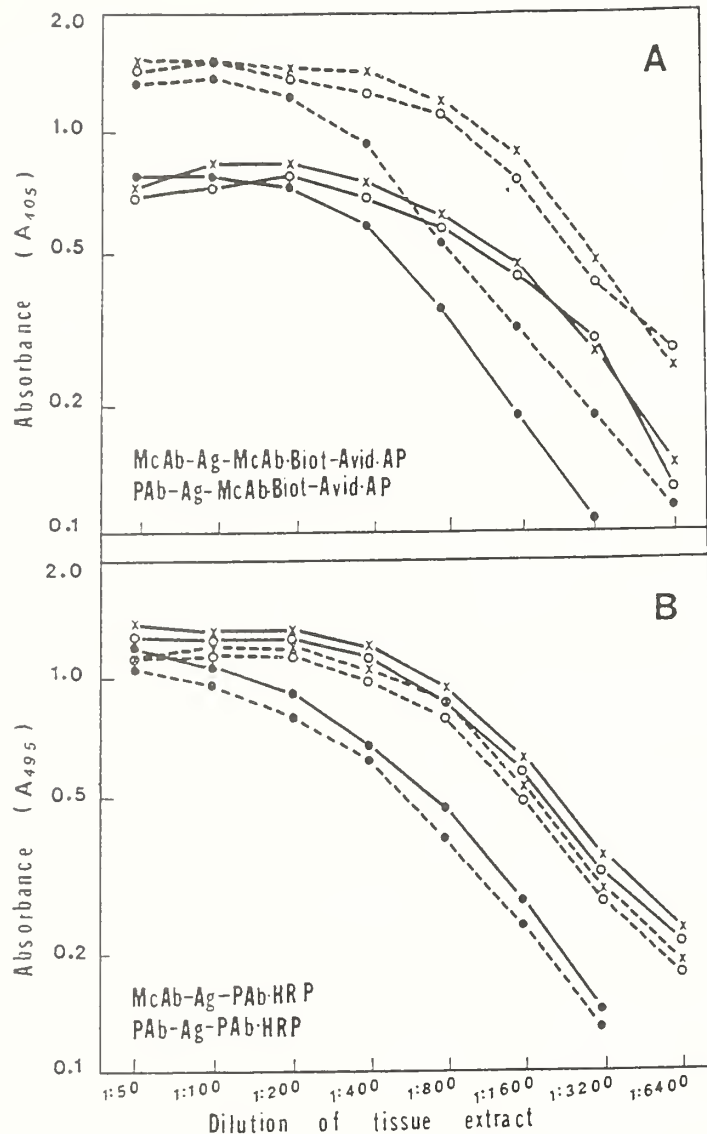 2.0
A
1.0
0.5
0.2
0.1
Absorbance (A405)
McAb-Ag-McAb·Biot-Avid·AP
PAb-Ag-McAb·Biot-Avid·AP
2.0
B
1.0
0.5
0.2
0.1
Absorbance (A495)
McAb-Ag-PAb·HRP
PAb-Ag-PAb·HRP
1:50 1:100 1:200 1:400 1:800 1:1600 1:3200 1:6400
Dilution of tissue extract